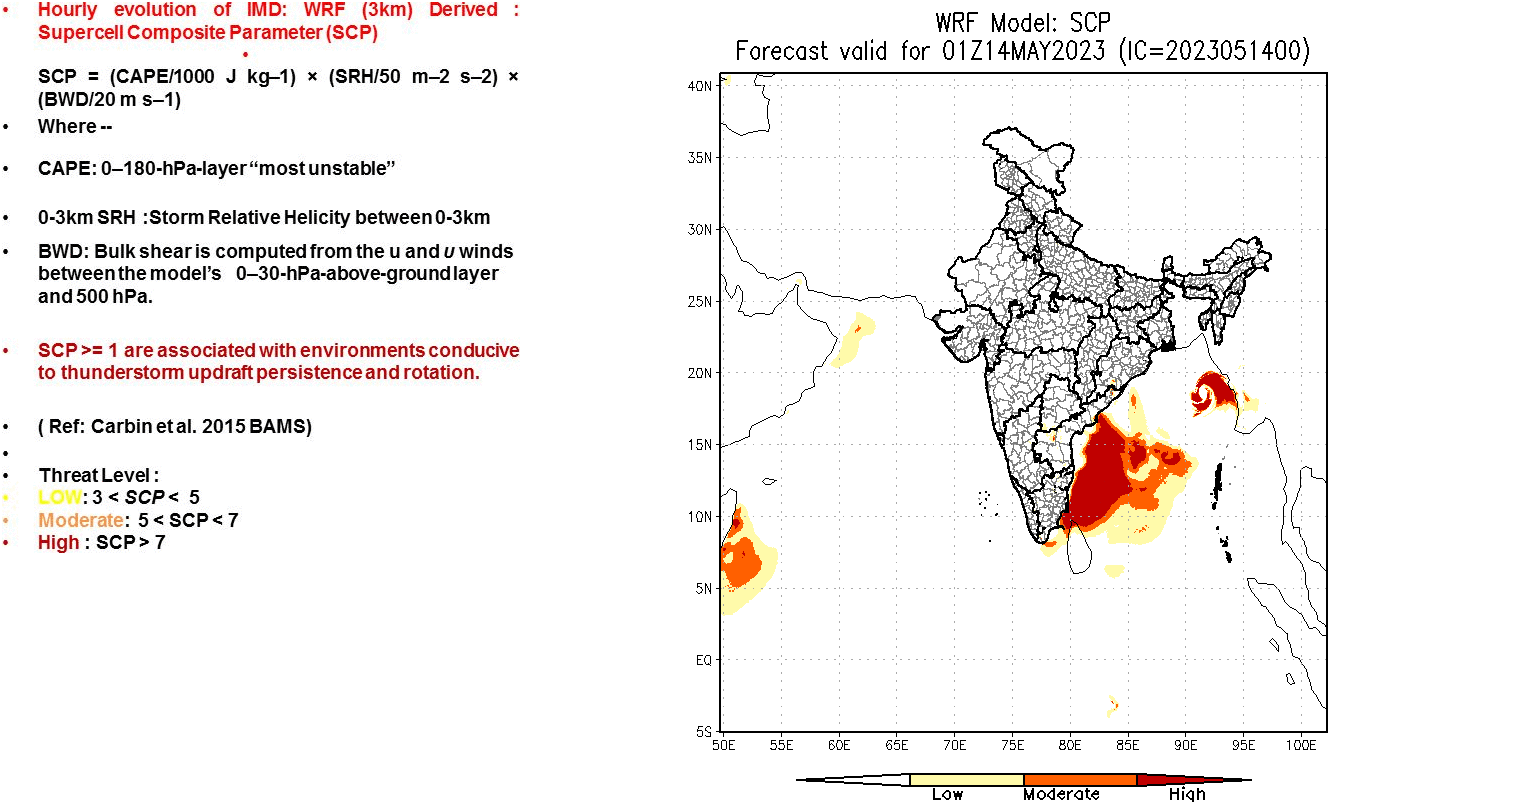 • Hourly evolution of IMD: WRF (3km) Derived :
Supercell Composite Parameter (SCP)
•
SCP = (CAPE/1000 J kg–1) × (SRH/50 m–2 s–2) ×
(BWD/20 m s–1)
• Where --
• CAPE: 0–180-hPa-layer “most unstable”
• 0-3km SRH :Storm Relative Helicity between 0-3km
• BWD: Bulk shear is computed from the u and υ winds
between the model’s 0–30-hPa-above-ground layer
and 500 hPa.
• SCP >= 1 are associated with environments conducive
to thunderstorm updraft persistence and rotation.
• ( Ref: Carbin et al. 2015 BAMS)
•
• Threat Level :
• LOW: 3 < SCP < 5
• Moderate: 5 < SCP < 7
• High : SCP > 7
WRF Model: SCP
Forecast valid for 01Z14MAY2023 (IC=2023051400)
40N
35N
30N
25N
20N
15N
10N
5N
EQ
5S
50E 55E 60E 65E 70E 75E 80E 85E 90E 95E 100E
Low Moderate High